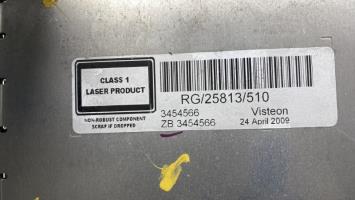 CLASS 1
LASER PRODUCT
NON-ROBUST COMPONENT
SCRAP IF DROPPED
RG/25813/510
3454566 Visteon
ZB 3454566 24 April 2009